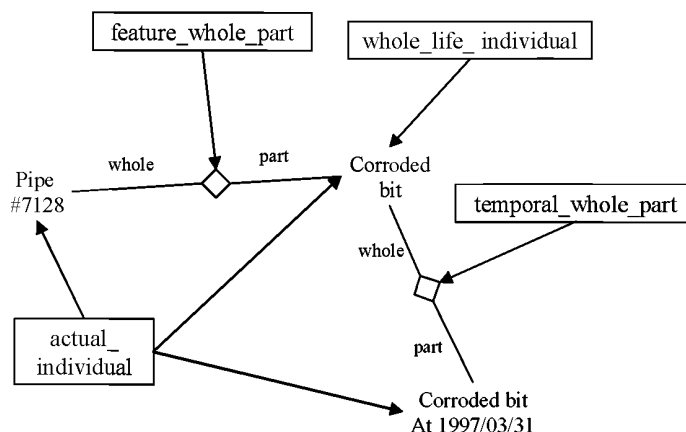 feature_whole_part
whole_life_ individual
whole
part
Corroded
bit
Pipe
#7128
temporal_whole_part
whole
actual_
individual
part
Corroded bit
At 1997/03/31